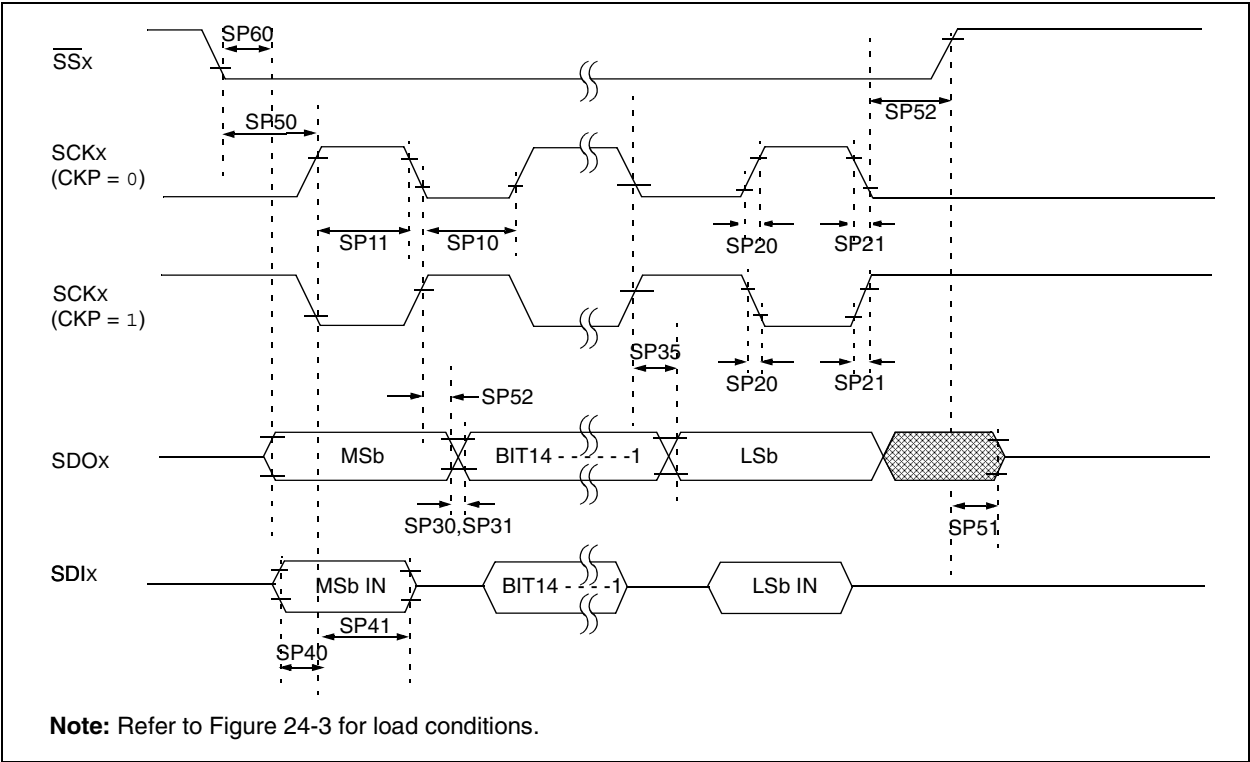 SP60
SSx
SP52
SP50
SCKx
(CKP = 0)
SP11
SP10
SP20
SP21
SCKx
(CKP = 1)
SP35
SP20
SP21
SP52
SDOx
MSb
BIT14 - - - - - -1
LSb
SP30,SP31
SP51
SDIx
MSb IN
BIT14 - - - -1
LSb IN
SP41
SP40
Note: Refer to Figure 24-3 for load conditions.